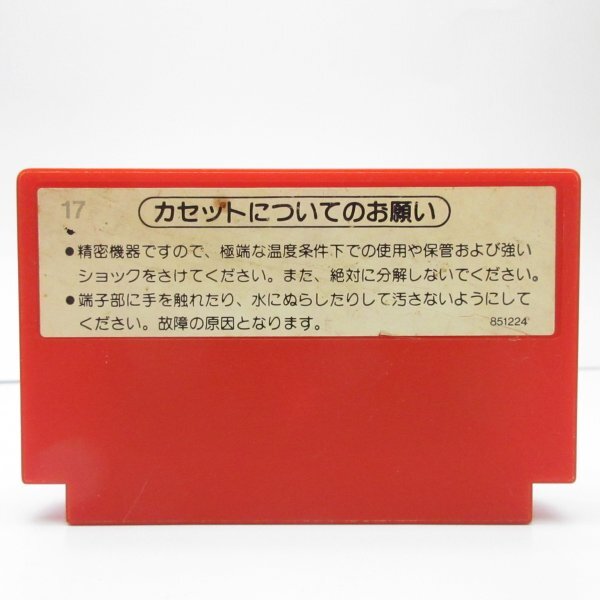 17
カセットについてのお願い
●精密機器ですので、極端な温度条件下での使用や保管および強い
ショックをさけてください。また、絶対に分解しないでください。
●端子部に手を触れたり、水にぬらしたりして汚さないようにして
ください。故障の原因となります。
851224